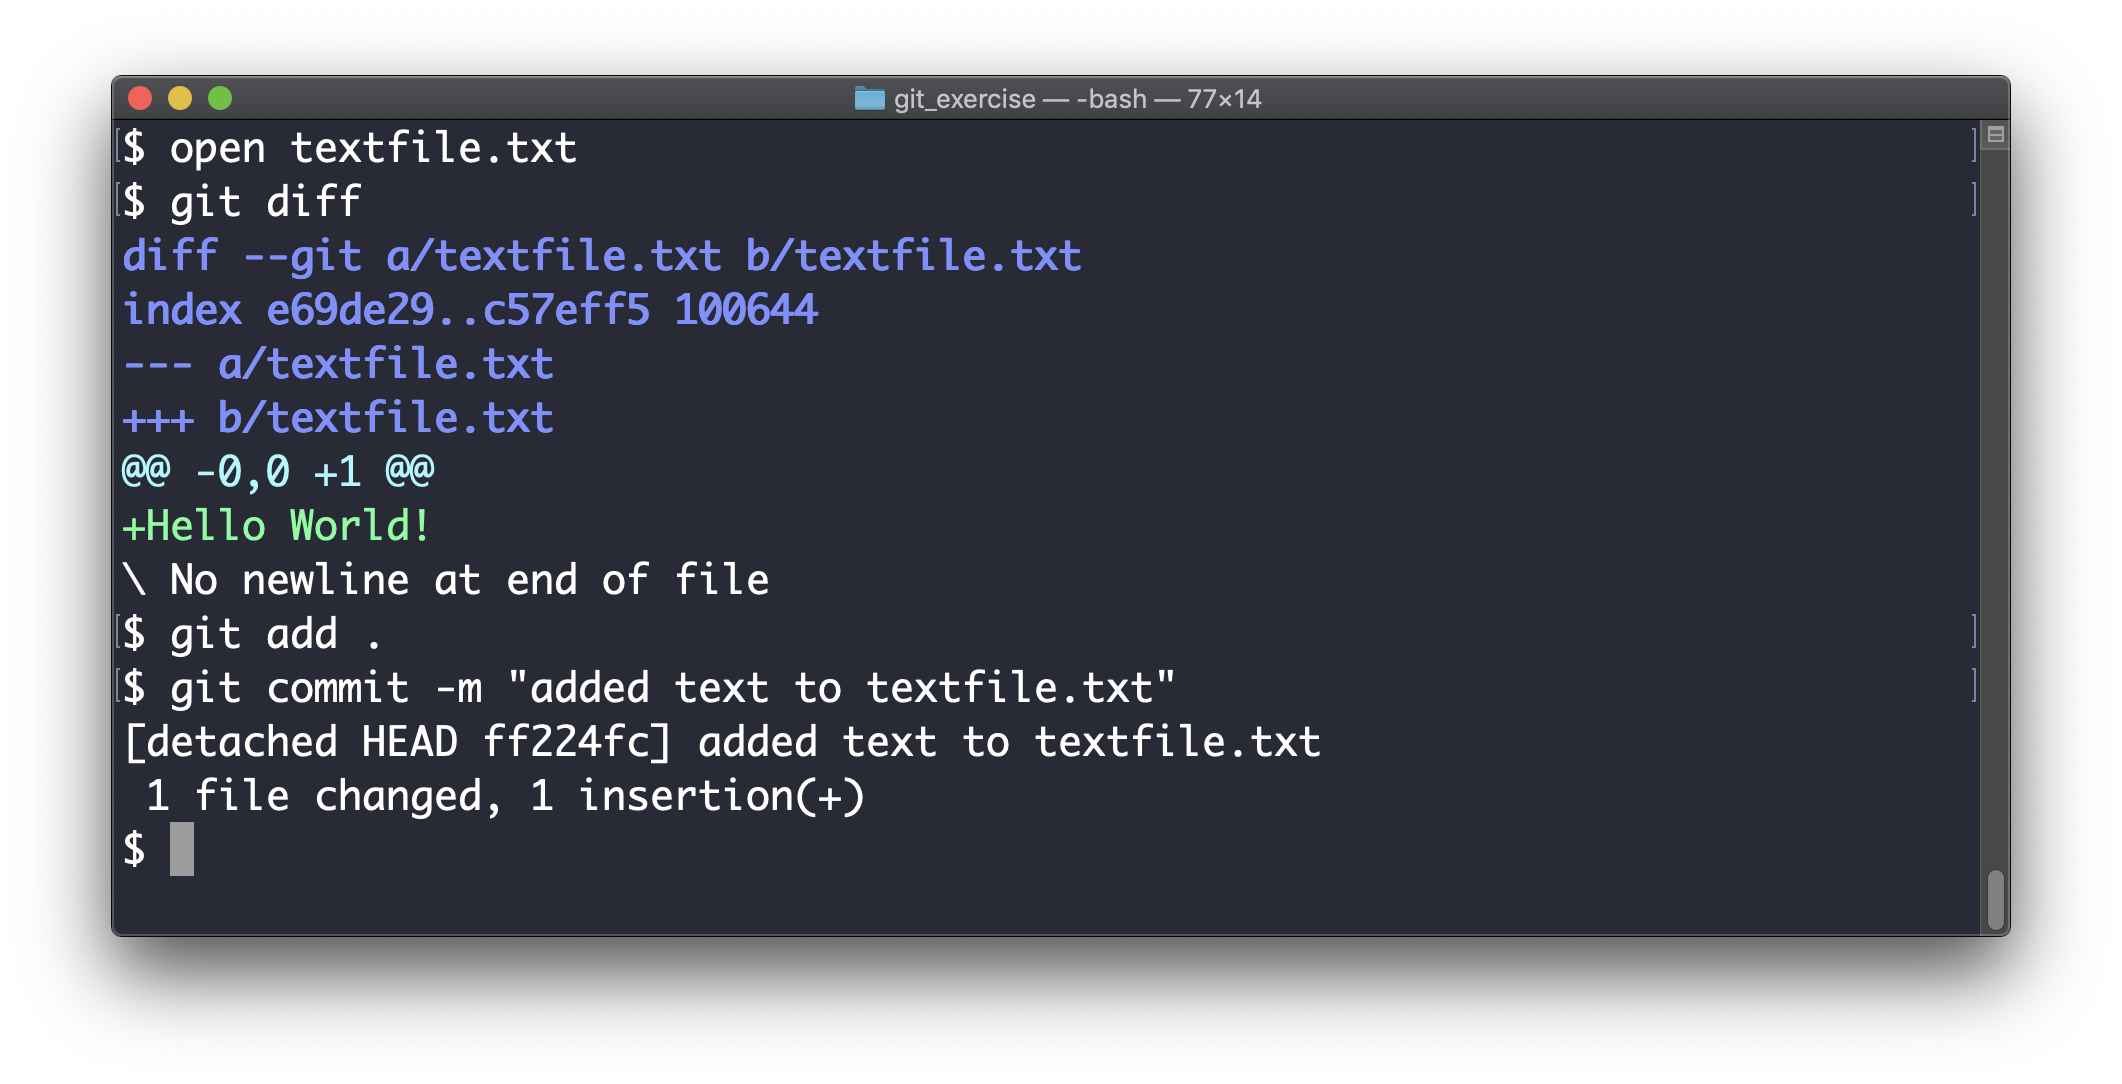 git_exercise — -bash — 77×14
$ open textfile.txt
$ git diff
diff --git a/textfile.txt b/textfile.txt
index e69de29..c57eff5 100644
--- a/textfile.txt
+++ b/textfile.txt
@@ -0,0 +1 @@
+Hello World!
\ No newline at end of file
$ git add .
$ git commit -m "added text to textfile.txt"
[detached HEAD ff224fc] added text to textfile.txt
 1 file changed, 1 insertion(+)
$